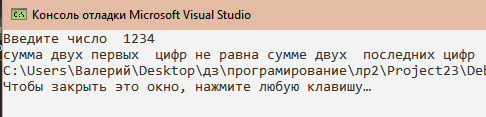 Консоль отладки Microsoft Visual Studio
Введите число  1234
сумма двух первых  цифр не равна сумме двух  последних цифр
C:\Users\Валерий\Desktop\дз\програмирование\лр2\Project23\Deb
Чтобы закрыть это окно, нажмите любую клавишу…